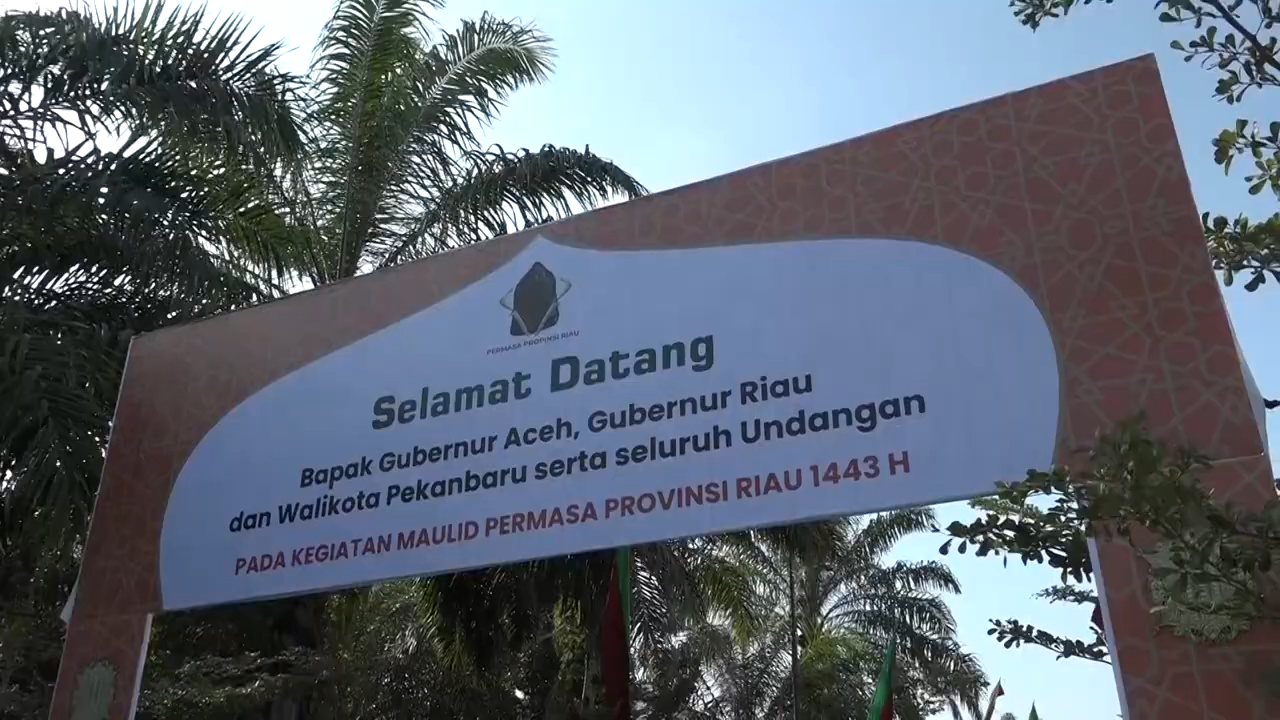 PERMASA PROPINSI RIAU
Selamat Datang
Bapak Gubernur Aceh, Gubernur Riau
dan Walikota Pekanbaru serta seluruh Undangan
PADA KEGIATAN MAULID PERMASA PROVINSI RIAU 1443 H